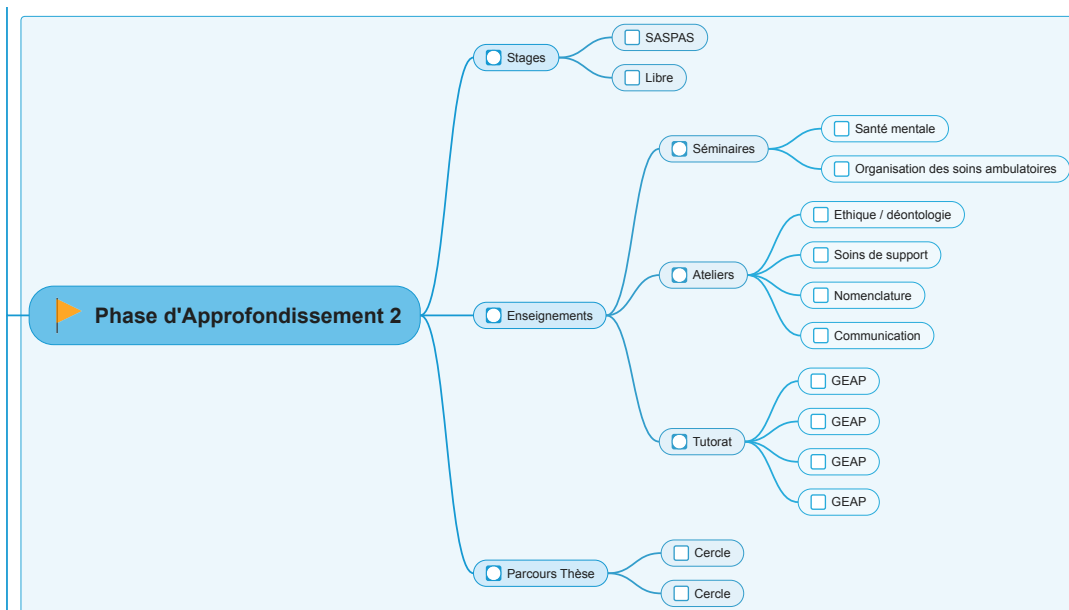 Phase d'Approfondissement 2
Stages
SASPAS
Libre
Enseignements
Séminaires
Santé mentale
Organisation des soins ambulatoires
Ateliers
Ethique / déontologie
Soins de support
Nomenclature
Communication
Tutorat
GEAP
GEAP
GEAP
GEAP
Parcours Thèse
Cercle
Cercle